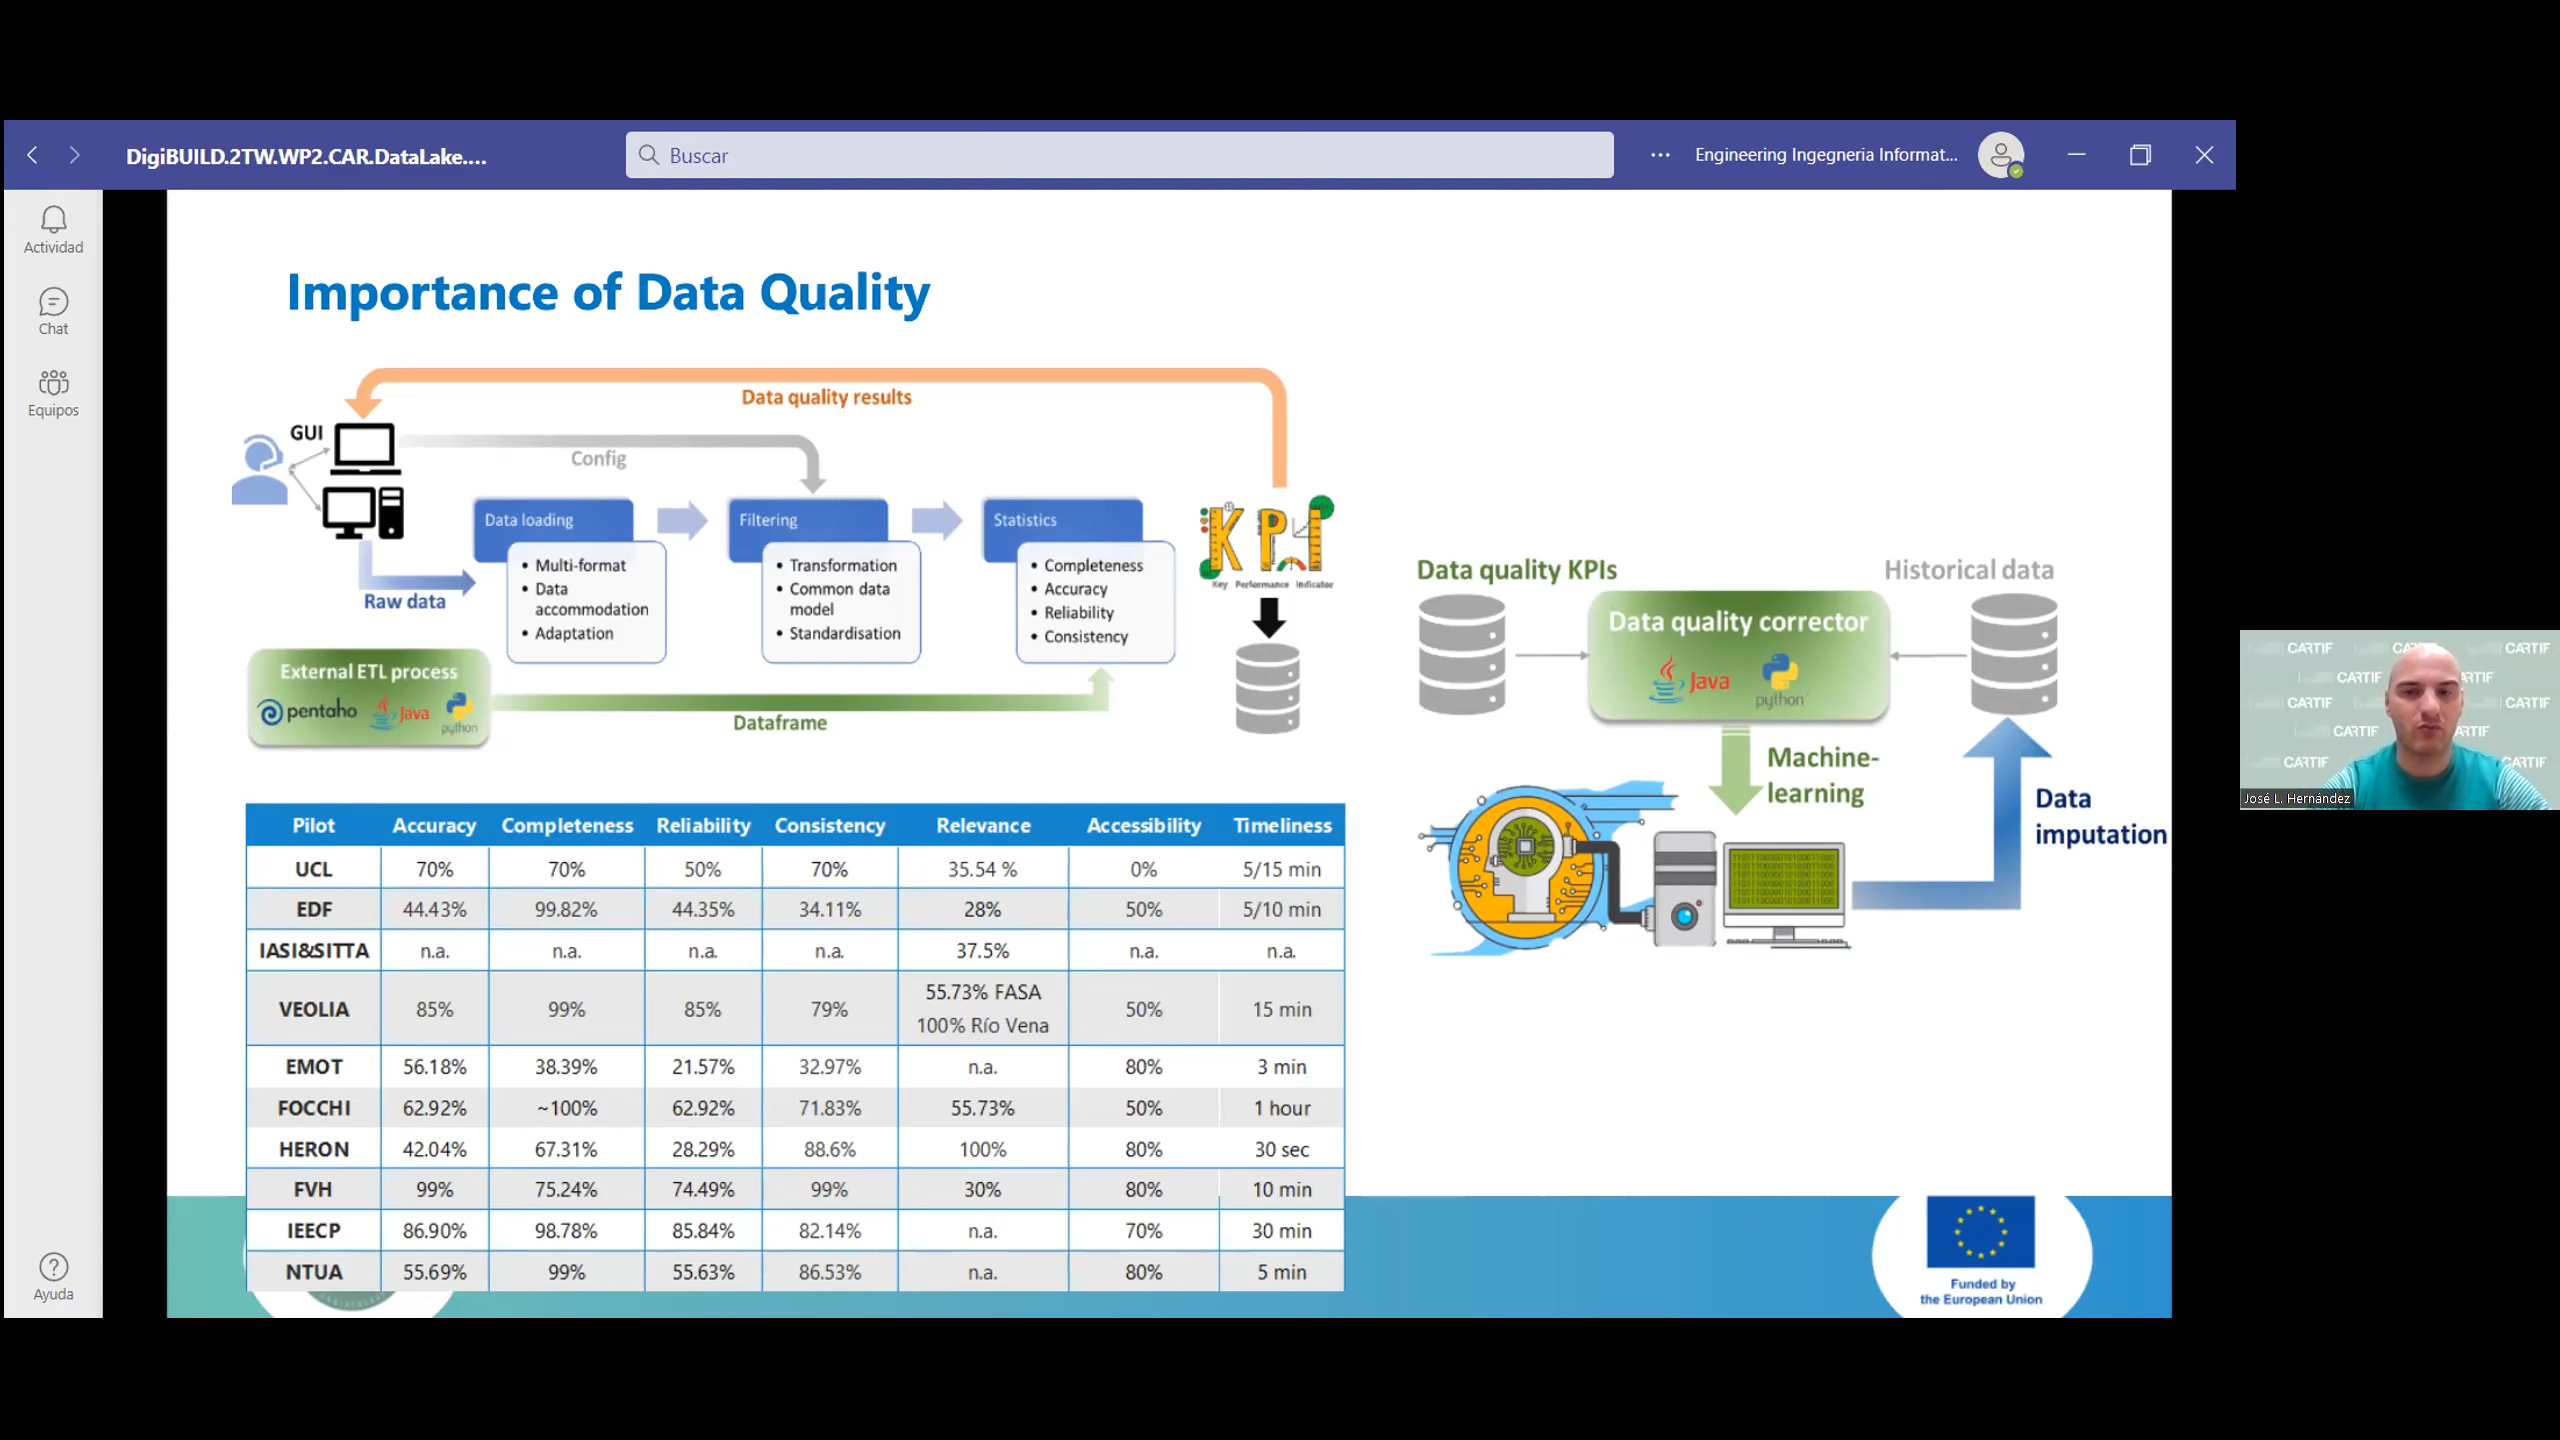 DigiBUILD.2TW.WP2.CAR.DataLake....
Buscar
Engineering Ingegneria Informat...
Actividad
Chat
Equipos
Ayuda
Importance of Data Quality
Data quality results
GUI
Config
Raw data
Data loading
• Multi-format
• Data
accommodation
• Adaptation
Filtering
• Transformation
• Common data
model
• Standardisation
Statistics
• Completeness
• Accuracy
• Reliability
• Consistency
KPI
Key Performance Indicator
External ETL process
pentaho Java python
Dataframe
Data quality KPIs
Historical data
Data quality corrector
Java python
Machine-
learning
Data
imputation
Pilot Accuracy Completeness Reliability Consistency Relevance Accessibility Timeliness
UCL 70% 70% 50% 70% 35.54 % 0% 5/15 min
EDF 44.43% 99.82% 44.35% 34.11% 28% 50% 5/10 min
IASI&SITTA n.a. n.a. n.a. n.a. 37.5% n.a. n.a.
VEOLIA 85% 99% 85% 79% 55.73% FASA 100% Río Vena 50% 15 min
EMOT 56.18% 38.39% 21.57% 32.97% n.a. 80% 3 min
FOCCHI 62.92% ~100% 62.92% 71.83% 55.73% 50% 1 hour
HERON 42.04% 67.31% 28.29% 88.6% 100% 80% 30 sec
FVH 99% 75.24% 74.49% 99% 30% 80% 10 min
IEECP 86.90% 98.78% 85.84% 82.14% n.a. 70% 30 min
NTUA 55.69% 99% 55.63% 86.53% n.a. 80% 5 min
Funded by
the European Union
CARTIF CARTIF
CARTIF
CARTIF CARTIF
CARTIF
CARTIF
José L. Hernández